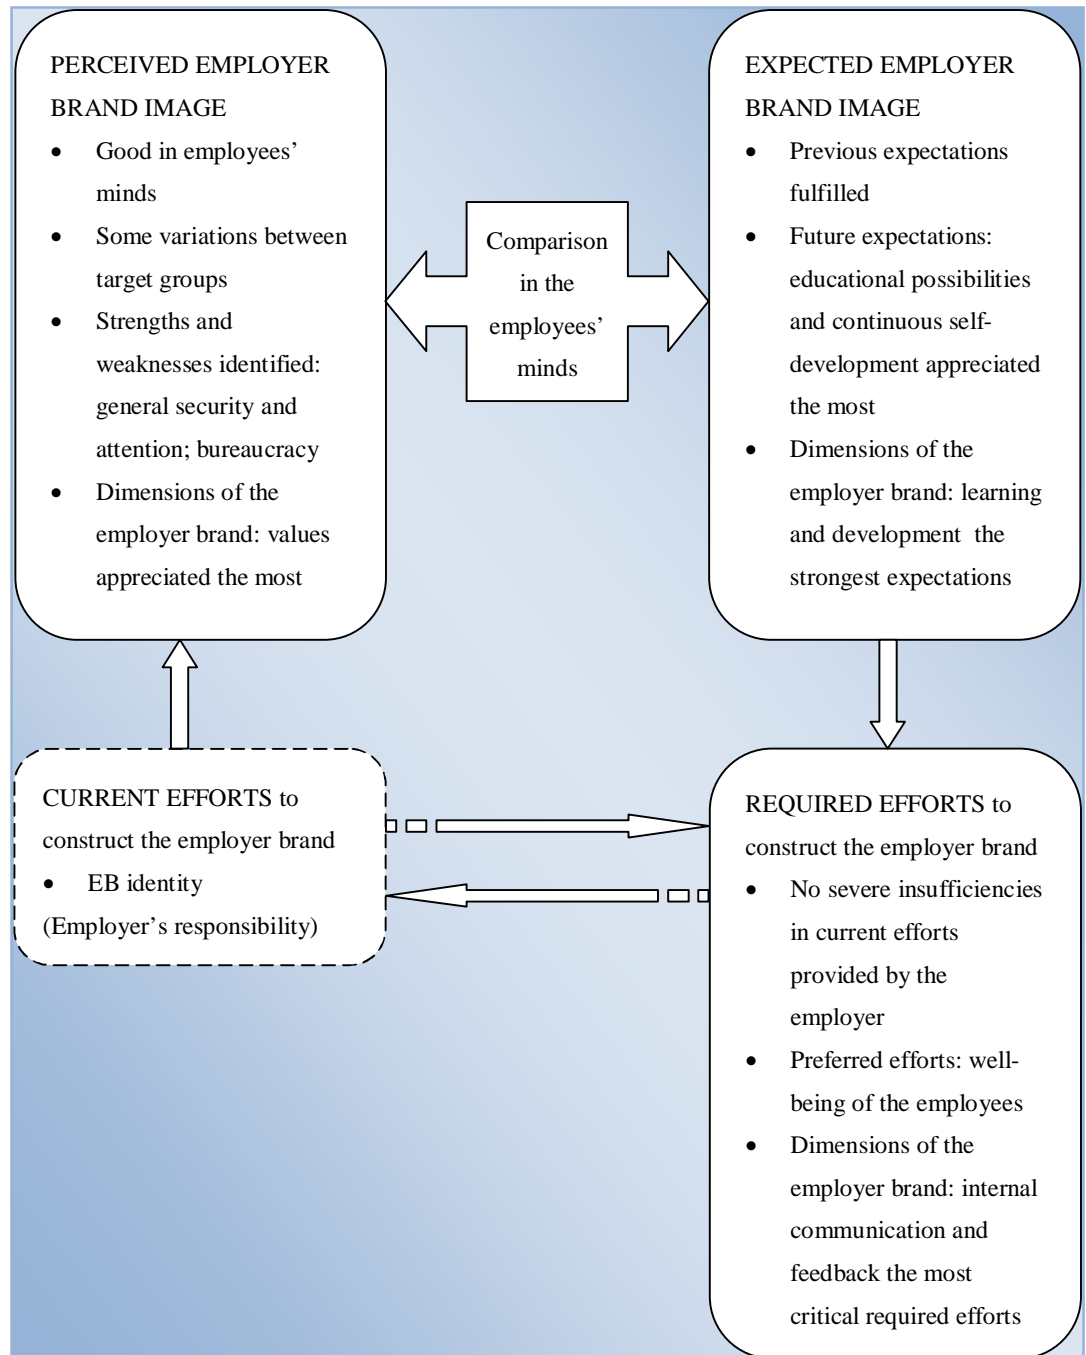 PERCEIVED EMPLOYER
BRAND IMAGE
• Good in employees’
minds
• Some variations between
target groups
• Strengths and
weaknesses identified:
general security and
attention; bureaucracy
• Dimensions of the
employer brand: values
appreciated the most
Comparison
in the
employees’
minds
EXPECTED EMPLOYER
BRAND IMAGE
• Previous expectations
fulfilled
• Future expectations:
educational possibilities
and continuous self-
development appreciated
the most
• Dimensions of the
employer brand: learning
and development the
strongest expectations
CURRENT EFFORTS to
construct the employer brand
• EB identity
(Employer’s responsibility)
REQUIRED EFFORTS to
construct the employer brand
• No severe insufficiencies
in current efforts
provided by the
employer
• Preferred efforts: well-
being of the employees
• Dimensions of the
employer brand: internal
communication and
feedback the most
critical required efforts